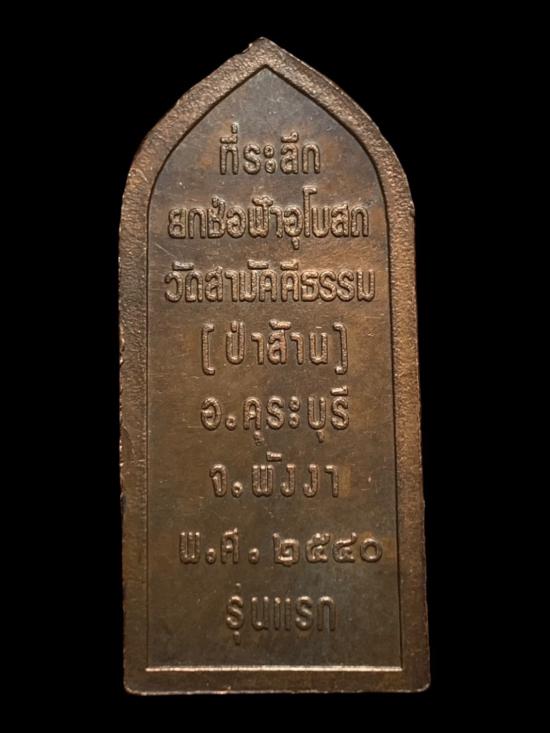 ที่ระลึก
ยกช่อฟ้าอุโบสถ
วัดสามัคคีธรรม
(ป่าส้าน)
อ.คุระบุรี
จ.พังงา
พ.ศ. ๒๕๔๐
รุ่นแรก